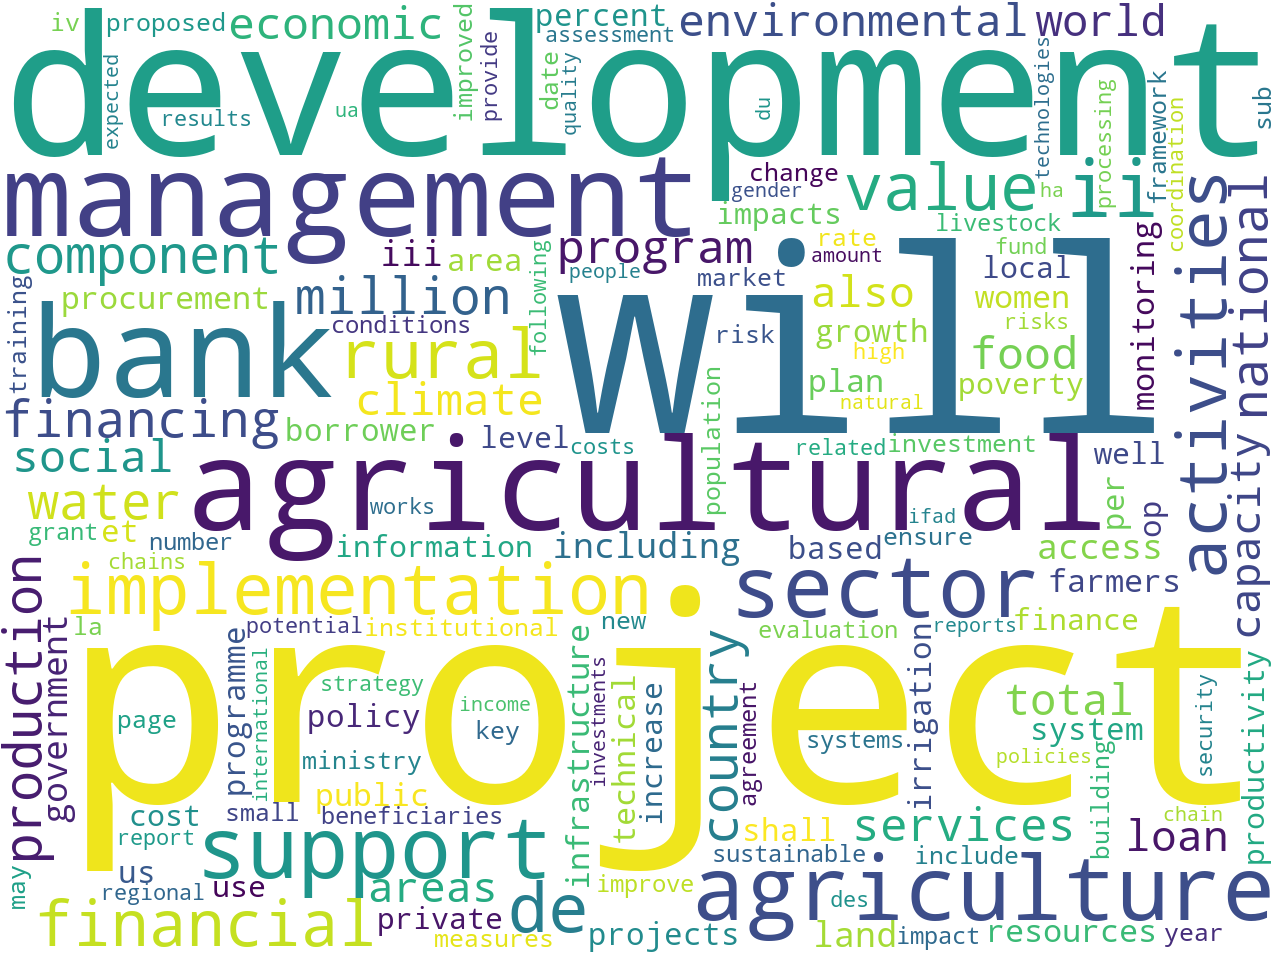 iv
proposed
economic
improved
provide
percent
assessment
environmental
world
development
expected
results
ua
date
quality
du
technologies
processing
framework
coordination
sub
management
change
gender
impacts
value
ii
ha
livestock
activities
national
component
iii
area
program
people
following
rate
amount
market
fund
local
monitoring
training
procurement
million
conditions
bank
rural
will
also
growth
high
risk
women
risks
food
climate
plan
natural
poverty
financing
borrower
level
costs
population
related
investment
well
capacity
social
agricultural
water
works
per
op
grant
et
number
chains
information
including
based
ifad
ensure
access
implementation
sector
farmers
production
government
la
potential
institutional
new
evaluation
reports
finance
programme
international
strategy
infrastructure
investments
technical
increase
country
agreement
irrigation
project
page
policy
income
key
ministry
public
systems
total
system
policies
building
security
productivity
cost
small
beneficiaries
report
support
shall
services
chain
loan
may
us
regional
use
areas
de
improve
sustainable
include
agriculture
des
financial
private
measures
projects
land
impact
resources
year